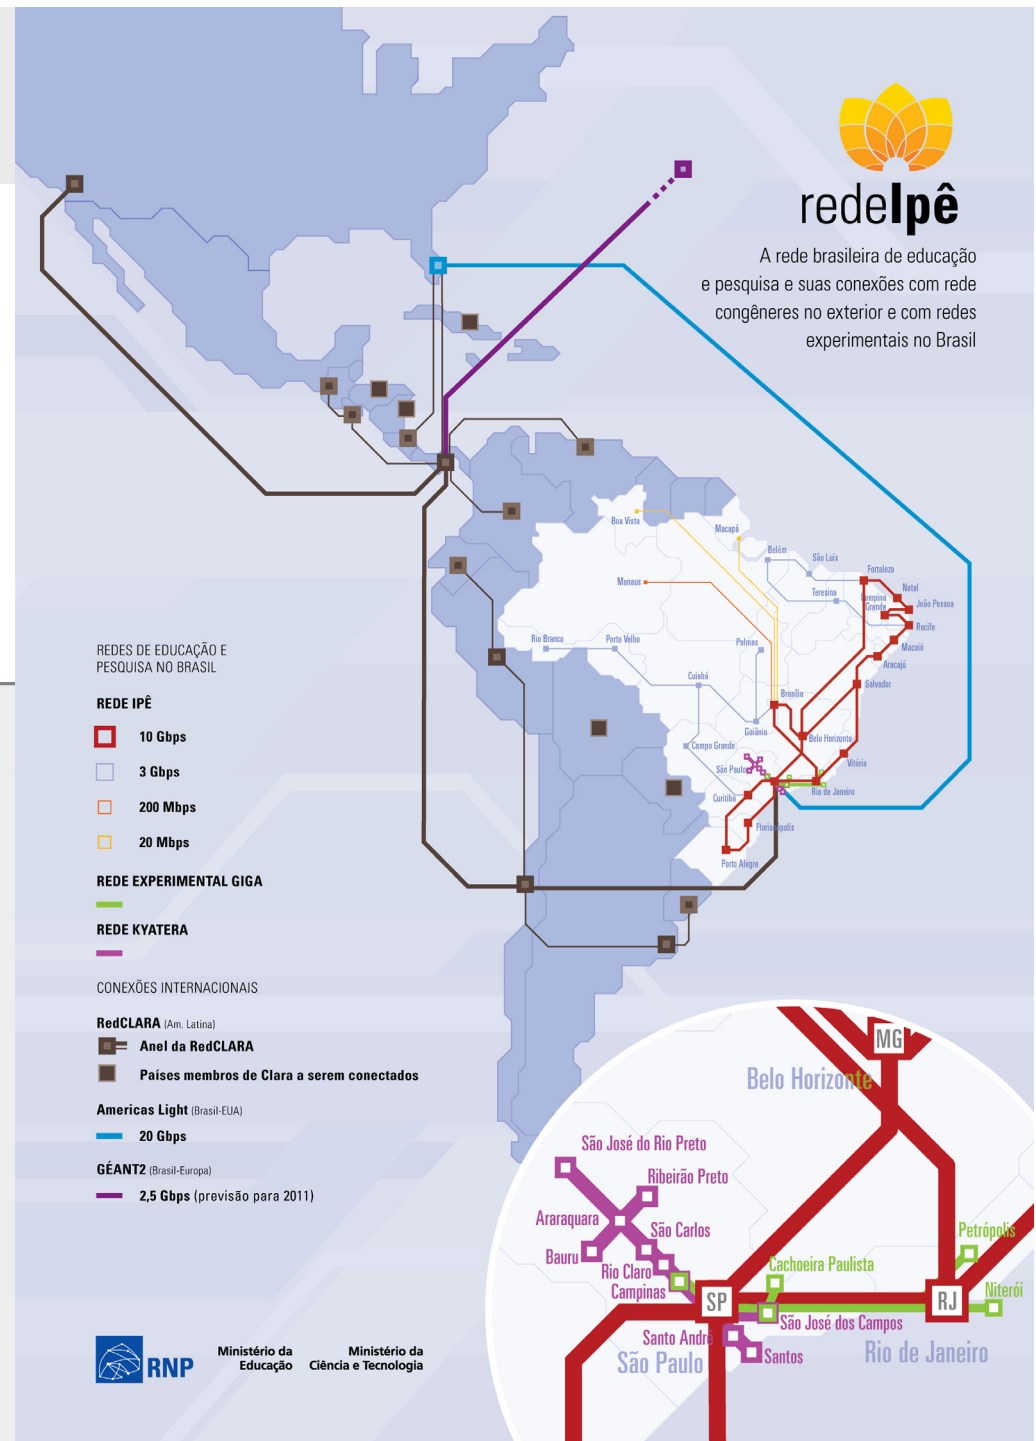 redeIpê
A rede brasileira de educação
e pesquisa e suas conexões com rede
congêneres no exterior e com redes
experimentais no Brasil
Boa Vista
Macapá
Belém
São Luís
Fortaleza
Manaus
Teresina
Natal
Campina
Grande
João Pessoa
Recife
Rio Branco
Porto Velho
Palmas
Maceió
Aracajú
Cuiabá
Salvador
Brasília
Goiânia
Campo Grande
Belo Horizonte
São Paulo
Vitória
Curitiba
Rio de Janeiro
Florianópolis
Porto Alegre
REDES DE EDUCAÇÃO E
PESQUISA NO BRASIL
REDE IPÊ
10 Gbps
3 Gbps
200 Mbps
20 Mbps
REDE EXPERIMENTAL GIGA
REDE KYATERA
CONEXÕES INTERNACIONAIS
RedCLARA (Am. Latina)
Anel da RedCLARA
Países membros de Clara a serem conectados
Americas Light (Brasil-EUA)
20 Gbps
GÉANT2 (Brasil-Europa)
2,5 Gbps (previsão para 2011)
MG
Belo Horizonte
São José do Rio Preto
Ribeirão Preto
Araraquara
São Carlos
Bauru
Rio Claro
Campinas
Cachoeira Paulista
Petrópolis
Niterói
SP
RJ
São José dos Campos
Santo André
Santos
São Paulo
Rio de Janeiro
RNP
Ministério da
Educação
Ministério da
Ciência e Tecnologia